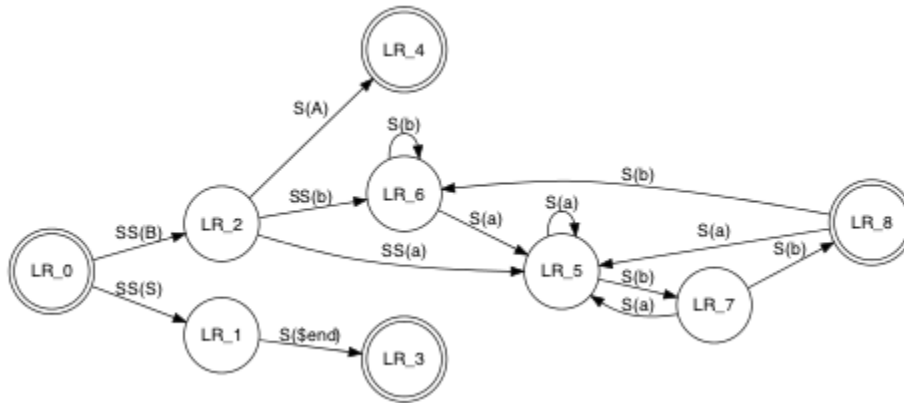 LR_4
S(A)
S(b)
LR_6
S(b)
SS(b)
S(a)
S(a)
LR_8
LR_2
SS(B)
SS(a)
S(a)
S(b)
LR_0
LR_5
S(b)
LR_7
S(a)
SS(S)
LR_1
S($end)
LR_3